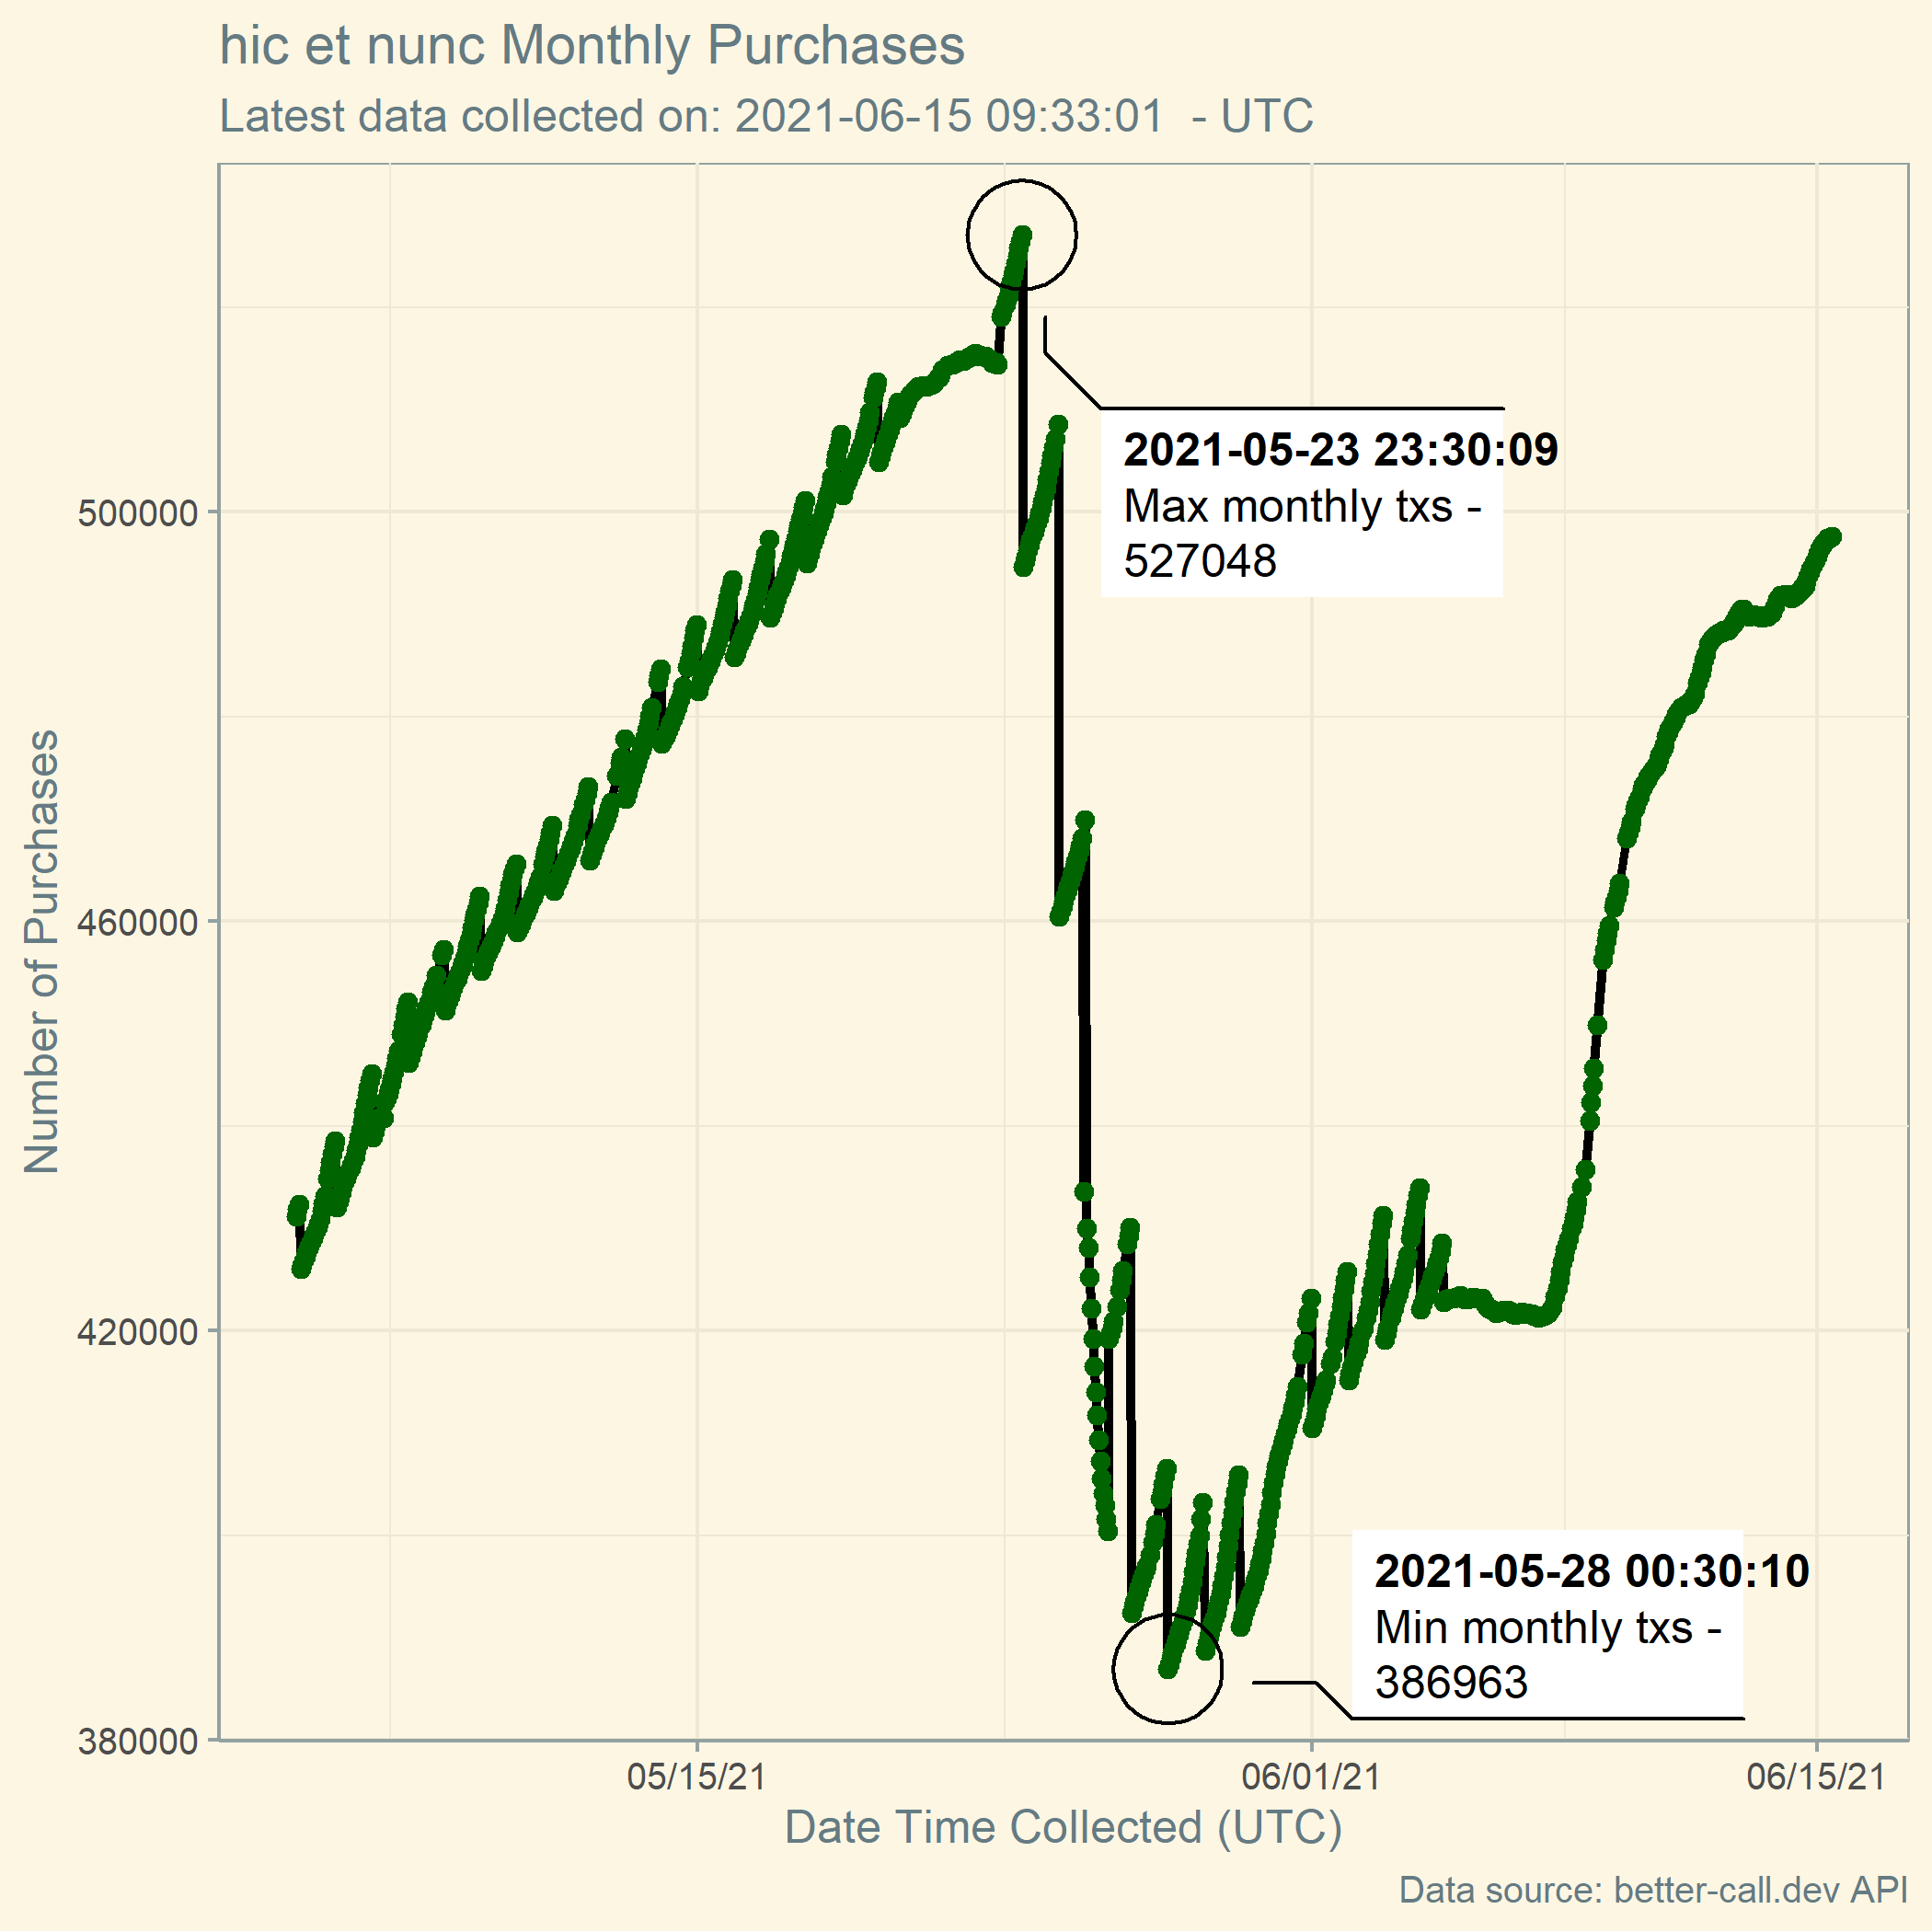 hic et nunc Monthly Purchases
Latest data collected on: 2021-06-15 09:33:01  - UTC
Number of Purchases
500000
460000
420000
380000
2021-05-23 23:30:09
Max monthly txs -
527048
2021-05-28 00:30:10
Min monthly txs -
386963
05/15/21
06/01/21
06/15/21
Date Time Collected (UTC)
Data source: better-call.dev API